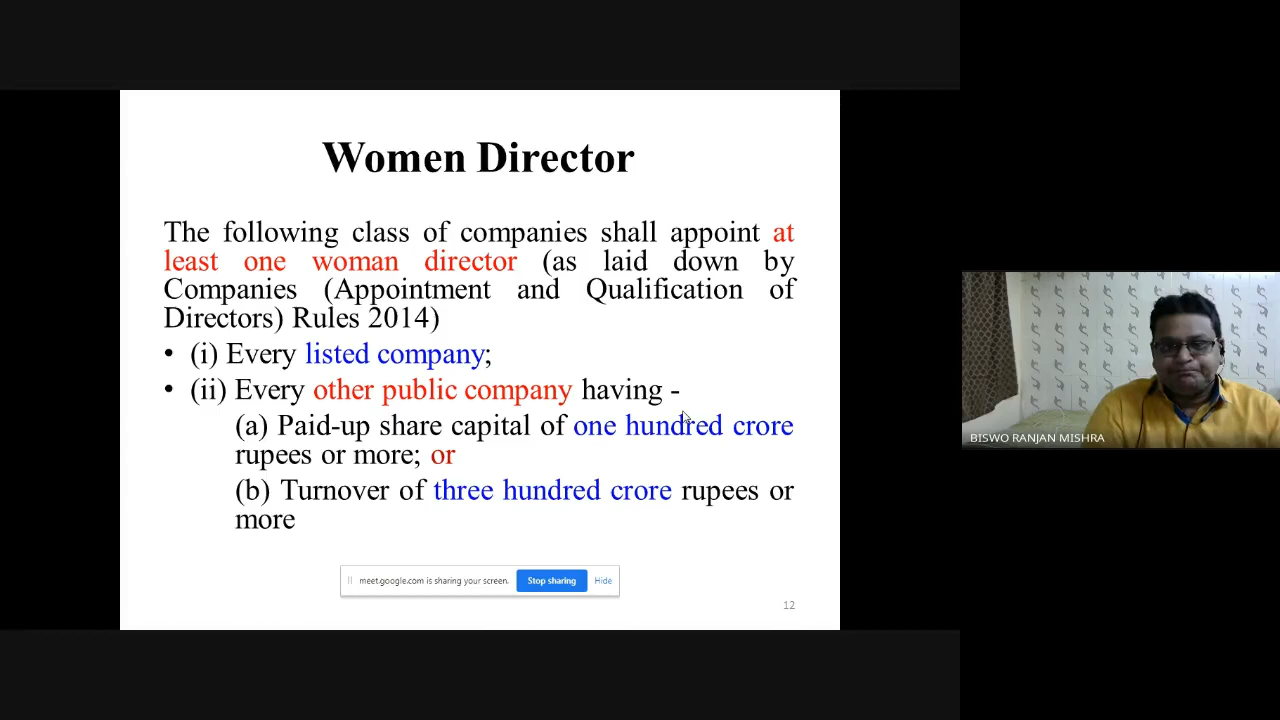 Women Director
The following class of companies shall appoint at
least one woman director (as laid down by
Companies (Appointment and Qualification of
Directors) Rules 2014)
• (i) Every listed company;
• (ii) Every other public company having -
(a) Paid-up share capital of one hundred crore
rupees or more; or
(b) Turnover of three hundred crore rupees or
more
meet.google.com is sharing your screen. Stop sharing Hide
12
BISWO RANJAN MISHRA